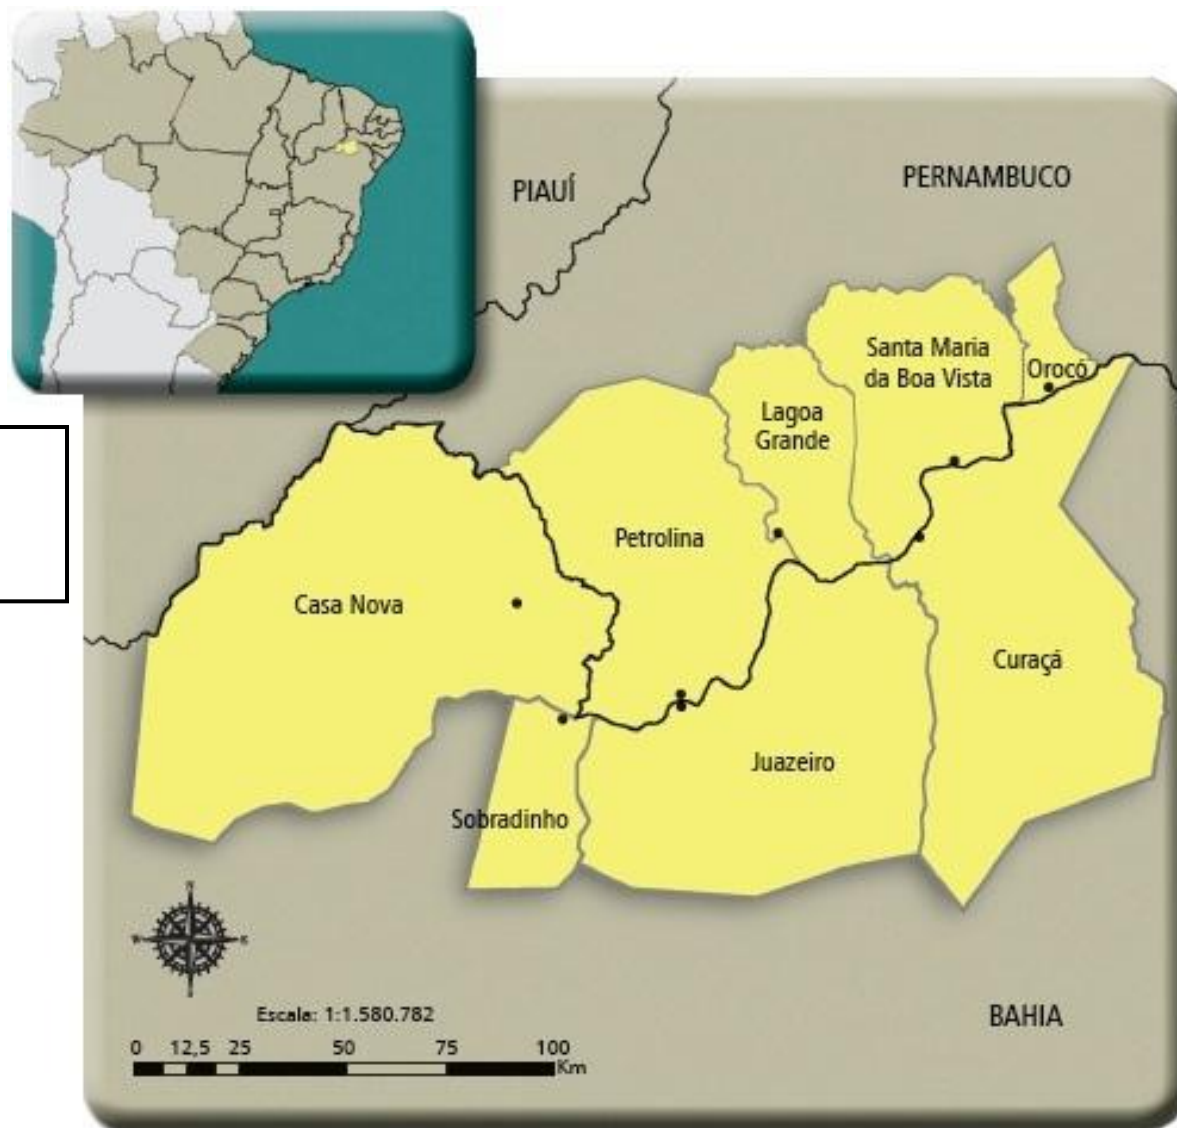 PIAUÍ
PERNAMBUCO
Santa Maria
da Boa Vista
Orocó
Lagoa
Grande
Petrolina
Casa Nova
Curaçá
Juazeiro
Sobradinho
N
W
S
Escala: 1:1.580.782
0 12,5 25 50 75 100
Km
BAHIA